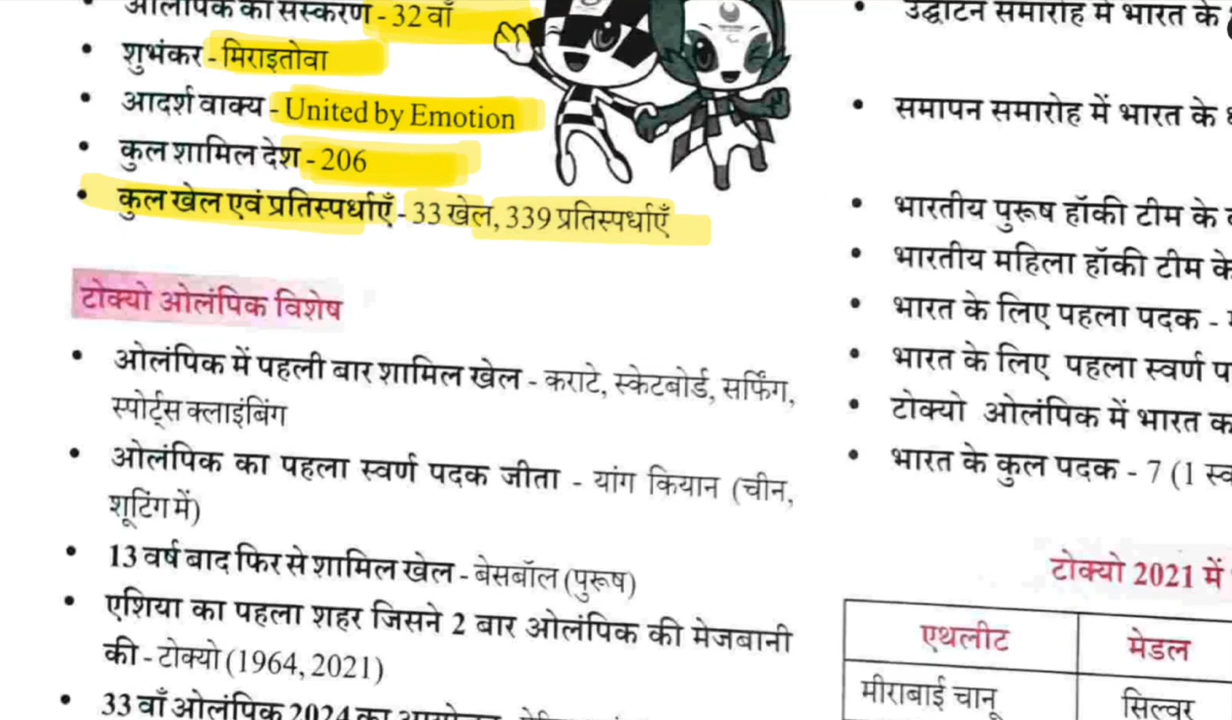 ओलंपिक का संस्करण - 32 वाँ
शुभंकर - मिराइतोवा
आदर्श वाक्य - United by Emotion
कुल शामिल देश - 206
कुल खेल एवं प्रतिस्पर्धाएँ - 33 खेल, 339 प्रतिस्पर्धाएँ
टोक्यो ओलंपिक विशेष
ओलंपिक में पहली बार शामिल खेल - कराटे, स्केटबोर्ड, सर्फिंग,
स्पोर्ट्स क्लाइंबिंग
ओलंपिक का पहला स्वर्ण पदक जीता - यांग कियान (चीन,
शूटिंग में)
13 वर्ष बाद फिर से शामिल खेल - बेसबॉल (पुरूष)
एशिया का पहला शहर जिसने 2 बार ओलंपिक की मेजबानी
की - टोक्यो (1964, 2021)
33 वाँ ओलंपिक 2024 का
उद्घाटन समारोह में भारत के
समापन समारोह में भारत के
भारतीय पुरूष हॉकी टीम के
भारतीय महिला हॉकी टीम के
भारत के लिए पहला पदक -
भारत के लिए पहला स्वर्ण
टोक्यो ओलंपिक में भारत
भारत के कुल पदक - 7 (1
टोक्यो 2021 में
एथलीट मेडल
मीराबाई चानू सिल्वर